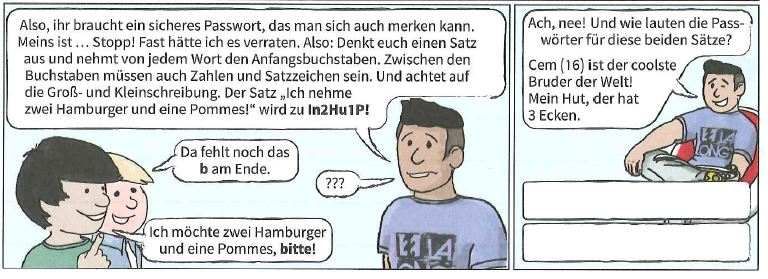 Also, ihr braucht ein sicheres Passwort, das man sich auch merken kann.
Meins ist … Stopp! Fast hätte ich es verraten. Also: Denkt euch einen Satz
aus und nehmt von jedem Wort den Anfangsbuchstaben. Zwischen den
Buchstaben müssen auch Zahlen und Satzzeichen sein. Und achtet auf
die Groß- und Kleinschreibung. Der Satz „Ich nehme
zwei Hamburger und eine Pommes!“ wird zu In2Hu1P!
Da fehlt noch das
b am Ende.
???
Ich möchte zwei Hamburger
und eine Pommes, bitte!
Ach, nee! Und wie lauten die Pass-
wörter für diese beiden Sätze?
Cem (16) ist der coolste
Bruder der Welt!
Mein Hut, der hat
3 Ecken.